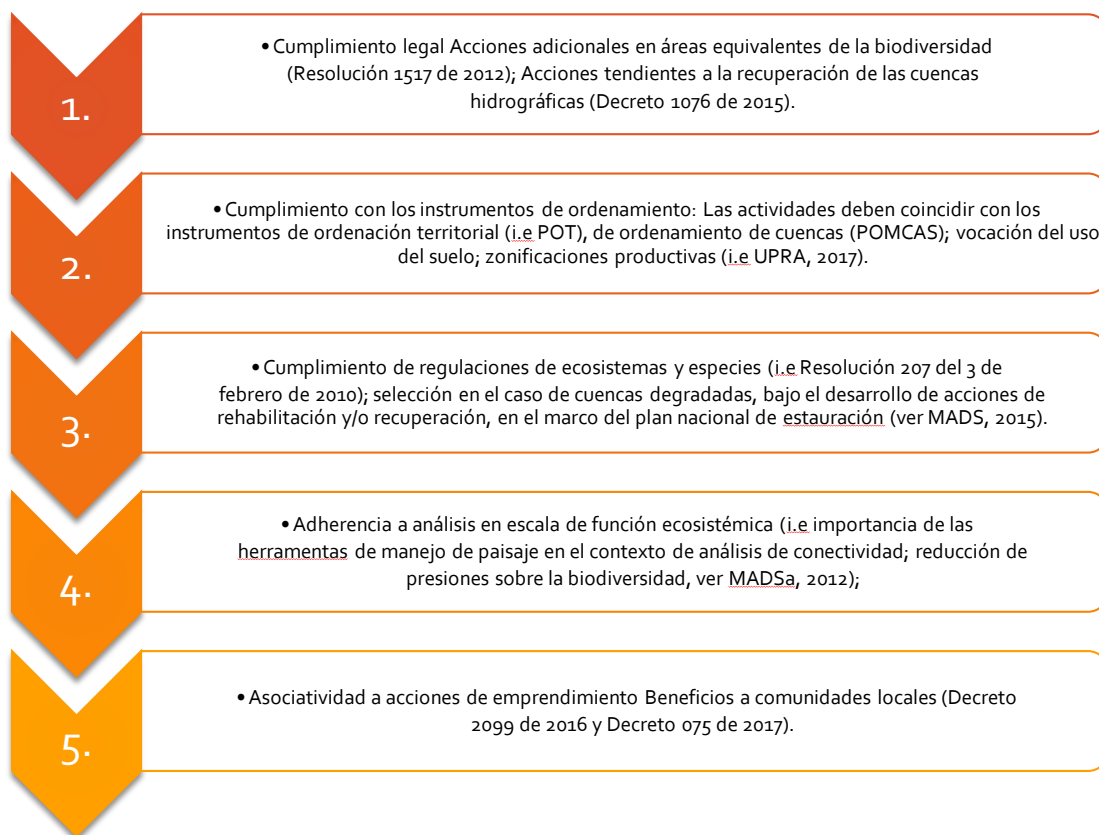 1.
• Cumplimiento legal Acciones adicionales en áreas equivalentes de la biodiversidad
(Resolución 1517 de 2012); Acciones tendientes a la recuperación de las cuencas
hidrográficas (Decreto 1076 de 2015).
2.
• Cumplimiento con los instrumentos de ordenamiento: Las actividades deben coincidir con los
instrumentos de ordenación territorial (i.e POT), de ordenamiento de cuencas (POMCAS); vocación del uso
del suelo; zonificaciones productivas (i.e UPRA, 2017).
3.
• Cumplimiento de regulaciones de ecosistemas y especies (i.e Resolución 207 del 3 de
febrero de 2010); selección en el caso de cuencas degradadas, bajo el desarrollo de acciones de
rehabilitación y/o recuperación, en el marco del plan nacional de estauración (ver MADS, 2015).
4.
• Adherencia a análisis en escala de función ecosistémica (i.e importancia de las
herramentas de manejo de paisaje en el contexto de análisis de conectividad; reducción de
presiones sobre la biodiversidad, ver MADSa, 2012);
5.
• Asociatividad a acciones de emprendimiento Beneficios a comunidades locales (Decreto
2099 de 2016 y Decreto 075 de 2017).